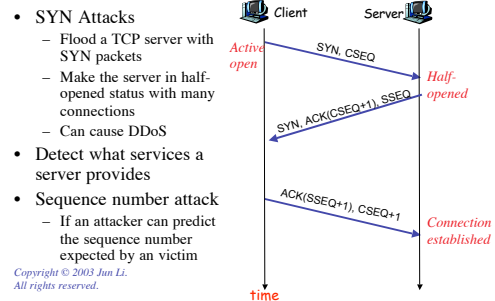 • SYN Attacks
– Flood a TCP server with
SYN packets
– Make the server in half-
opened status with many
connections
– Can cause DDoS
• Detect what services a
server provides
• Sequence number attack
– If an attacker can predict
the sequence number
expected by an victim
Copyright © 2003 Jun Li.
All rights reserved.
Client
Server
Active
open
SYN, CSEQ
Half-
opened
SYN, ACK(CSEQ+1), SSEQ
ACK(SSEQ+1), CSEQ+1
Connection
established
time